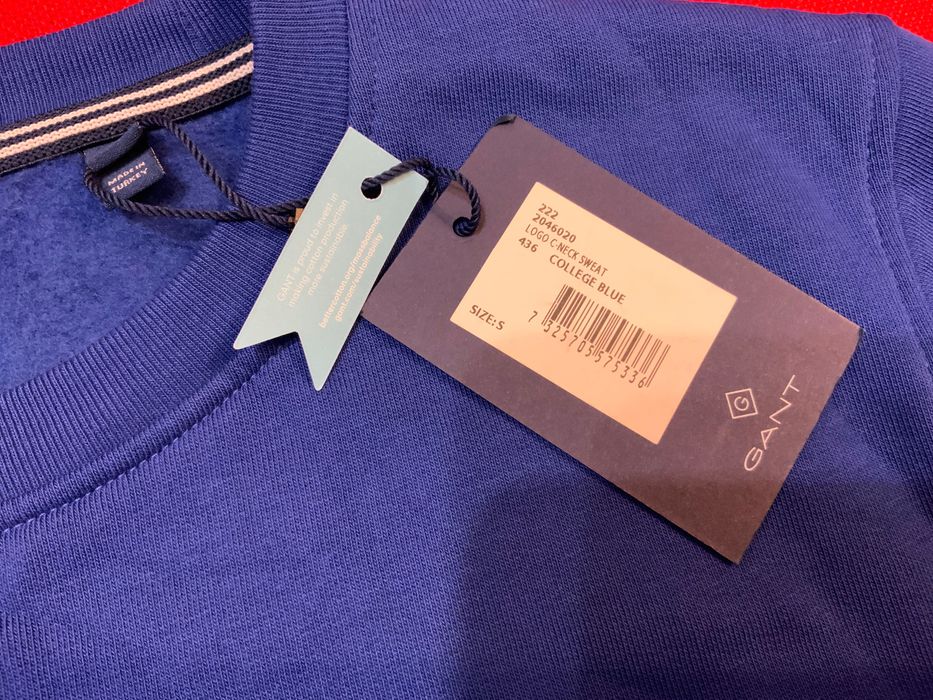 MADE IN
TURKEY
GANT is proud to invest in
making cotton production
more sustainable.
bettercotton.org/massbalance
gant.com/sustainability
222
2046020
LOGO C-NECK SWEAT
436 COLLEGE BLUE
SIZE: S
7 325705 575336
G
GANT